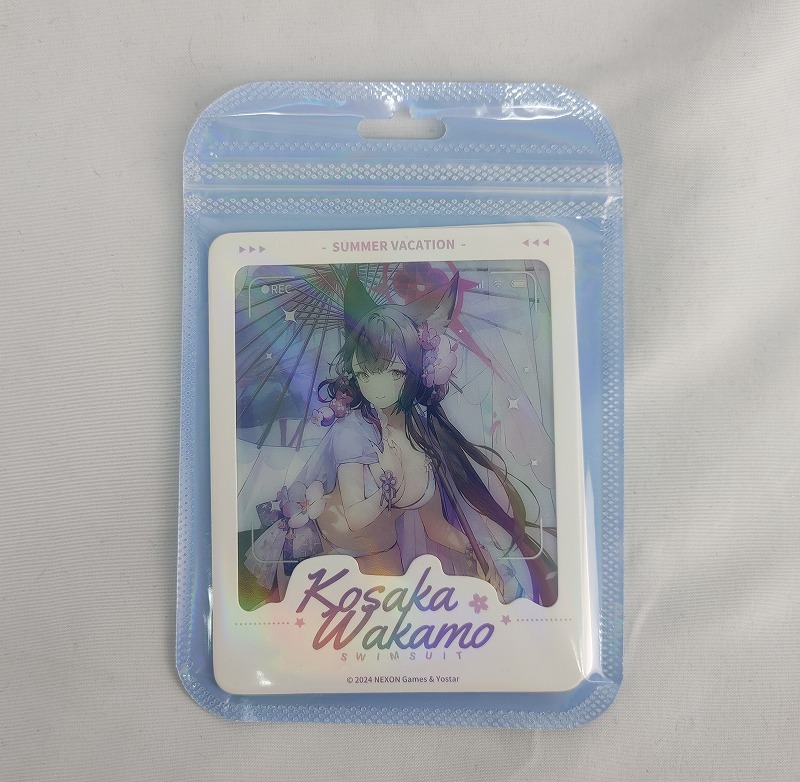 - SUMMER VACATION -
REC
Kosaka
Wakamo
SWIMSUIT
© 2024 NEXON Games & Yostar